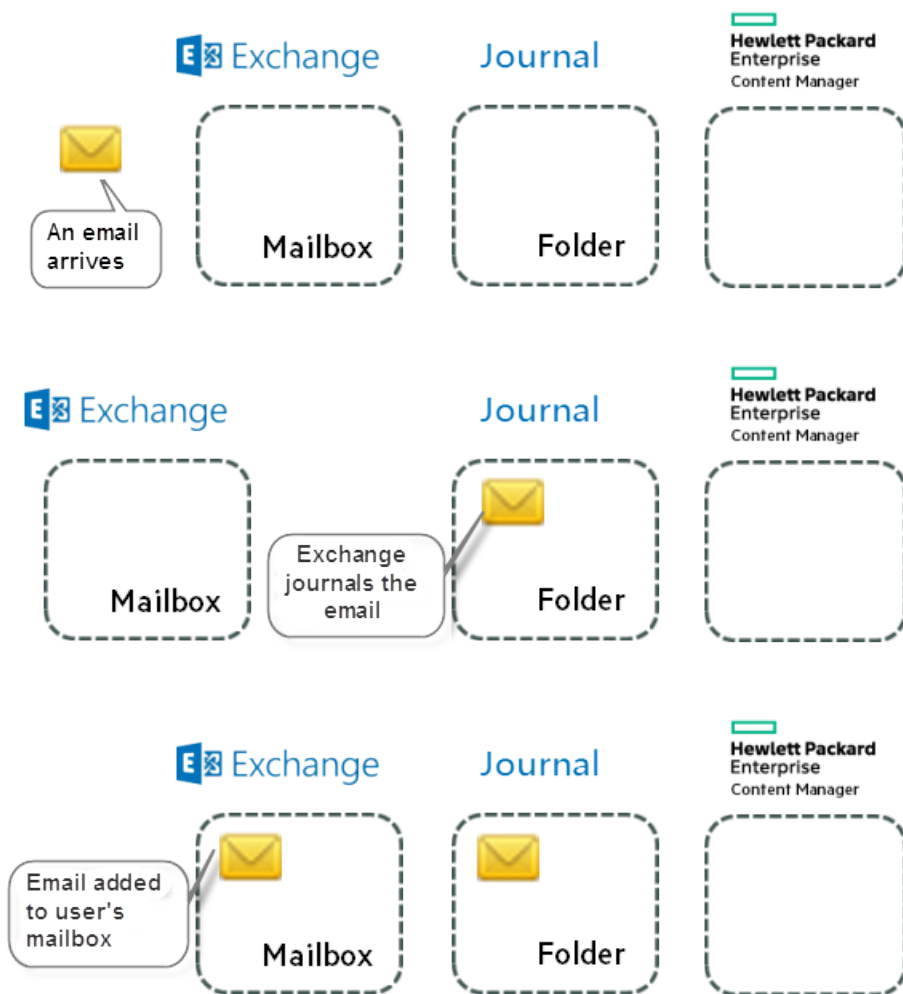 Exchange
Journal
Hewlett Packard
Enterprise
Content Manager
An email
arrives
Mailbox
Folder
Exchange
Journal
Hewlett Packard
Enterprise
Content Manager
Exchange
journals the
email
Mailbox
Folder
Exchange
Journal
Hewlett Packard
Enterprise
Content Manager
Email added
to user's
mailbox
Mailbox
Folder